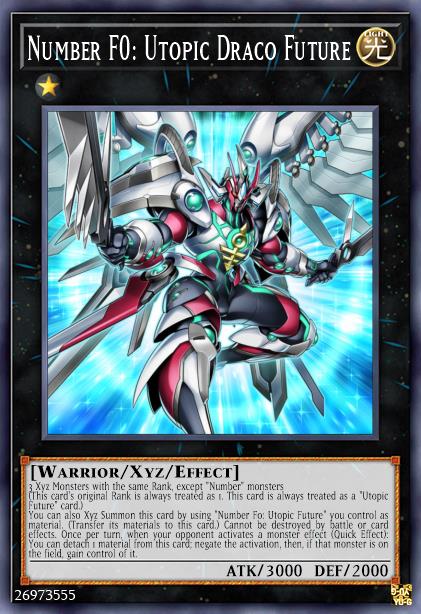 Number F0: Utopic Draco Future
LIGHT
光
[Warrior/Xyz/Effect]
3 Xyz Monsters with the same Rank, except "Number" monsters
(This card's original Rank is always treated as 1. This card is always treated as a "Utopic
Future" card.)
You can also Xyz Summon this card by using "Number F0: Utopic Future" you control as
material. (Transfer its materials to this card.) Cannot be destroyed by battle or card
effects. Once per turn, when your opponent activates a monster effect (Quick Effect):
You can detach 1 material from this card; negate the activation, then, if that monster is on
the field, gain control of it.
ATK/3000 DEF/2000
26973555